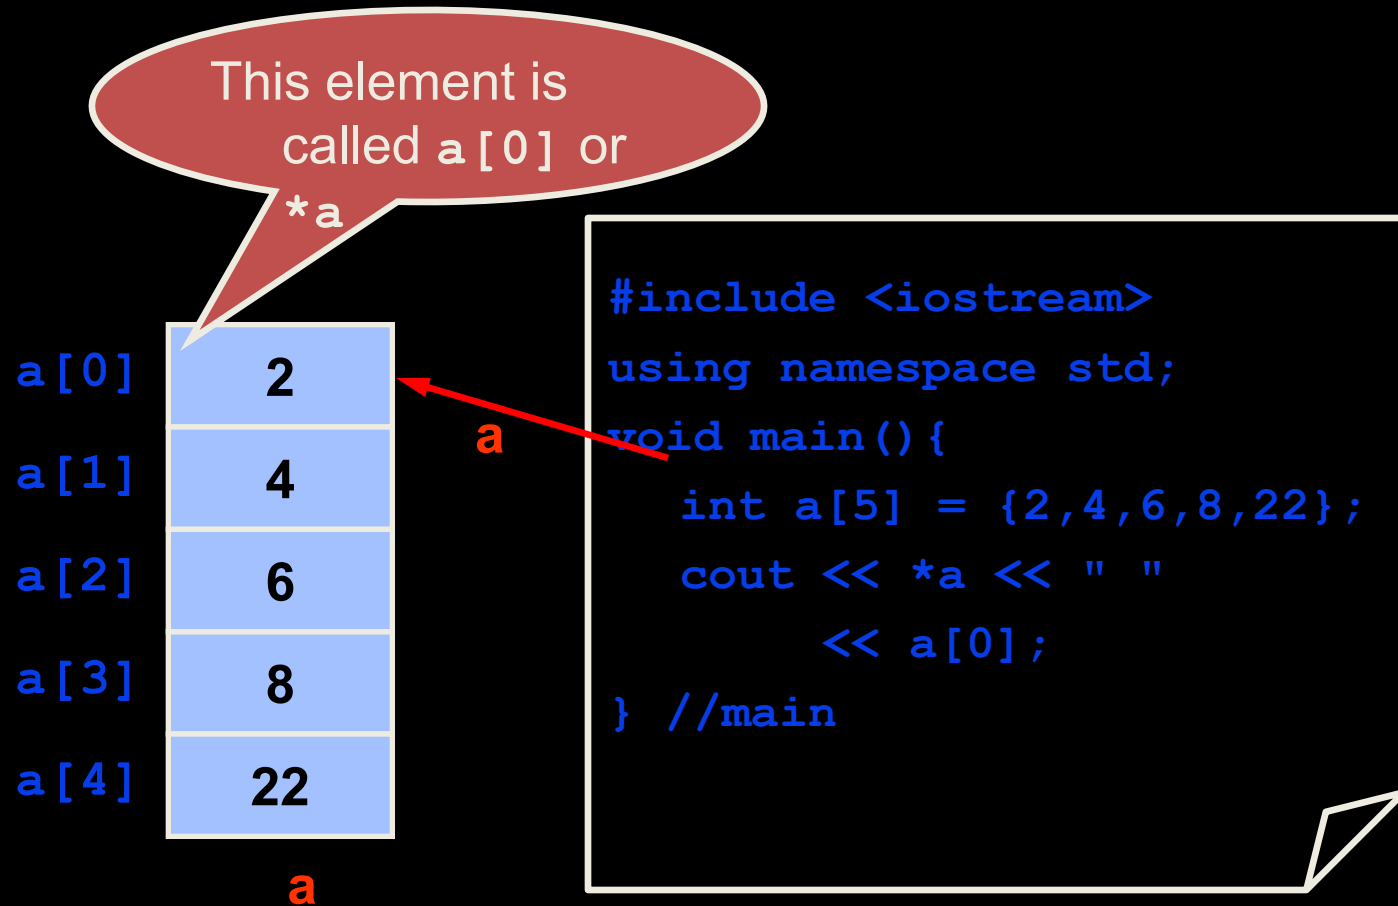 This element is
called a[0] or
*a
a[0]
2
a[1]
4
a[2]
6
a[3]
8
a[4]
22
a
a
#include <iostream>
using namespace std;
void main(){
int a[5] = {2,4,6,8,22};
cout << *a << " "
<< a[0];
} //main